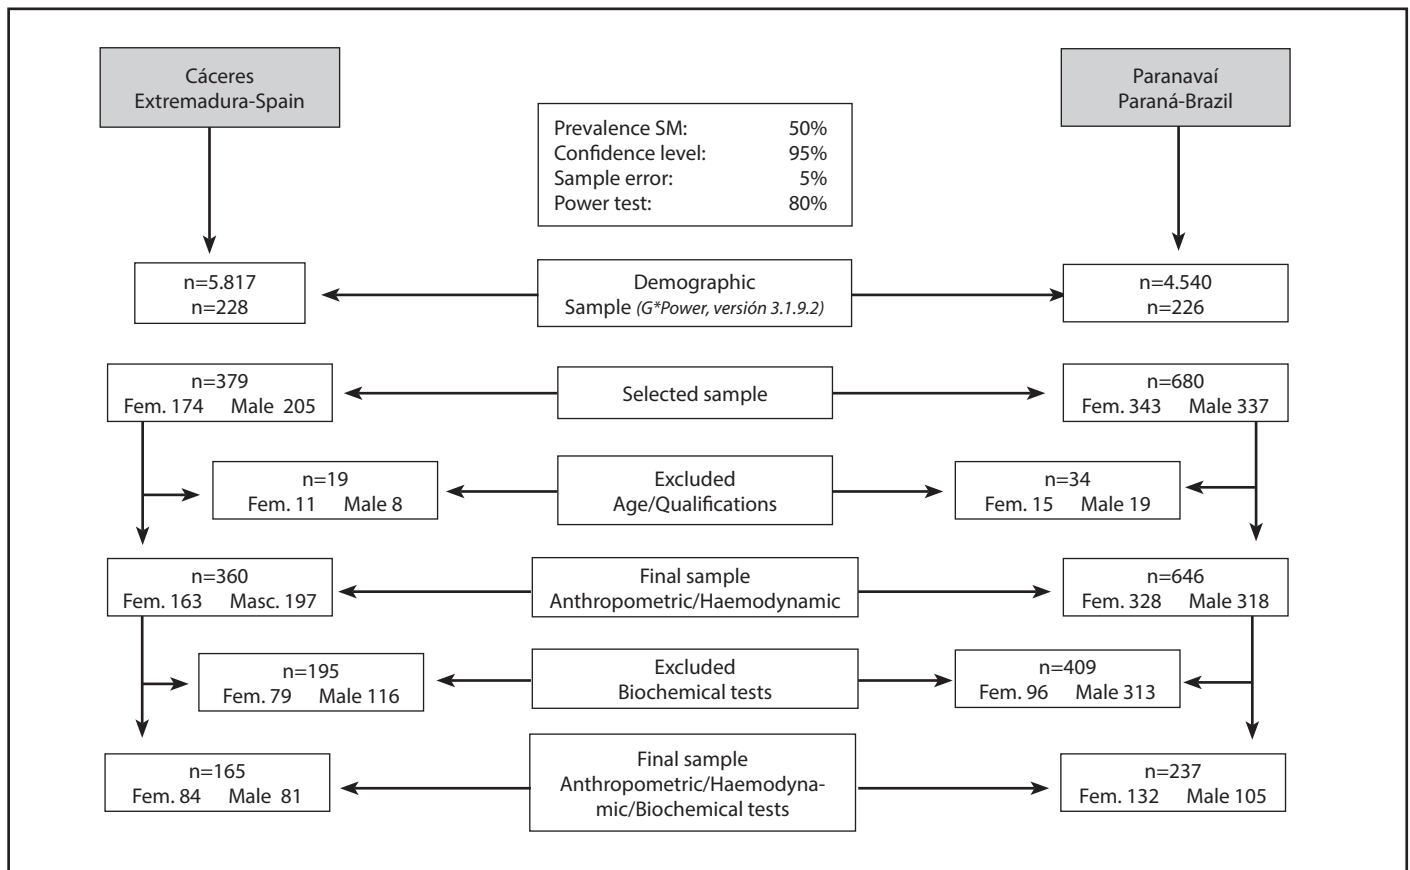 Cáceres
Extremadura-Spain
Paranavaí
Paraná-Brazil
Prevalence SM: 50%
Confidence level: 95%
Sample error: 5%
Power test: 80%
n=5.817
n=228
Demographic
Sample (G*Power, versión 3.1.9.2)
n=4.540
n=226
n=379
Fem. 174 Male 205
Selected sample
n=680
Fem. 343 Male 337
n=19
Fem. 11 Male 8
Excluded
Age/Qualifications
n=34
Fem. 15 Male 19
n=360
Fem. 163 Masc. 197
Final sample
Anthropometric/Haemodynamic
n=646
Fem. 328 Male 318
n=195
Fem. 79 Male 116
Excluded
Biochemical tests
n=409
Fem. 96 Male 313
n=165
Fem. 84 Male 81
Final sample
Anthropometric/Haemodyna-
mic/Biochemical tests
n=237
Fem. 132 Male 105